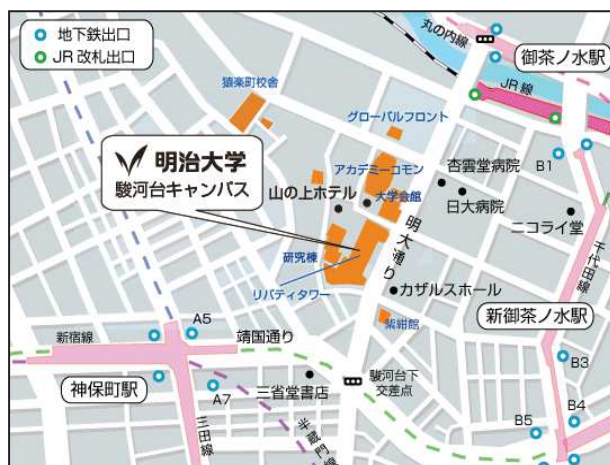 地下鉄出口
JR改札出口
丸の内線
御茶ノ水駅
JR線
猿楽町校舎
グローバルフロント
明治大学
駿河台キャンパス
アカデミーコモン
杏雲堂病院
B1
山の上ホテル
大学会館
日大病院
ニコライ堂
明大通り
千代田線
研究棟
リバティタワー
カザルスホール
紫紺館
新御茶ノ水駅
A5
新宿線
靖国通り
神保町駅
A7
三省堂書店
駿河台下
交差点
B3
B4
B5
三田線
半蔵門線